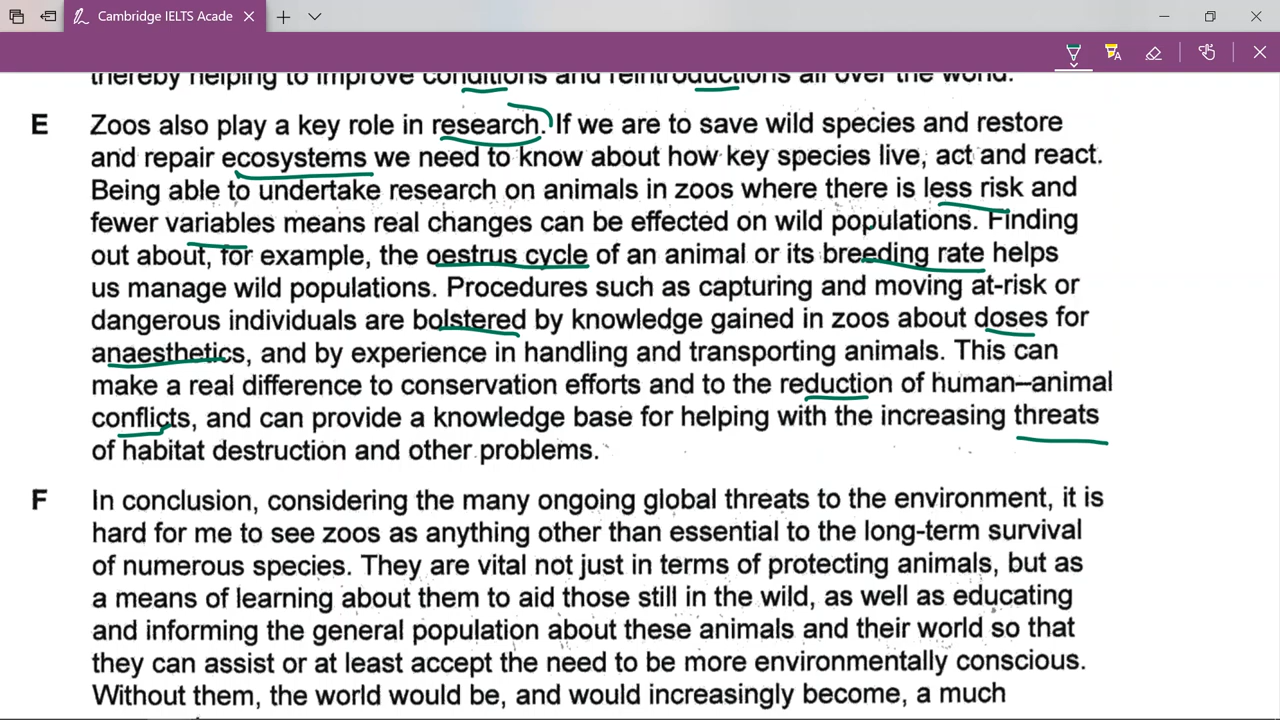 Cambridge IELTS Acade
thereby helping to improve conditions and reintroductions all over the world.
E Zoos also play a key role in research. If we are to save wild species and restore
and repair ecosystems we need to know about how key species live, act and react.
Being able to undertake research on animals in zoos where there is less risk and
fewer variables means real changes can be effected on wild populations. Finding
out about, for example, the oestrus cycle of an animal or its breeding rate helps
us manage wild populations. Procedures such as capturing and moving at-risk or
dangerous individuals are bolstered by knowledge gained in zoos about doses for
anaesthetics, and by experience in handling and transporting animals. This can
make a real difference to conservation efforts and to the reduction of human–animal
conflicts, and can provide a knowledge base for helping with the increasing threats
of habitat destruction and other problems.
F In conclusion, considering the many ongoing global threats to the environment, it is
hard for me to see zoos as anything other than essential to the long-term survival
of numerous species. They are vital not just in terms of protecting animals, but as
a means of learning about them to aid those still in the wild, as well as educating
and informing the general population about these animals and their world so that
they can assist or at least accept the need to be more environmentally conscious.
Without them, the world would be, and would increasingly become, a much